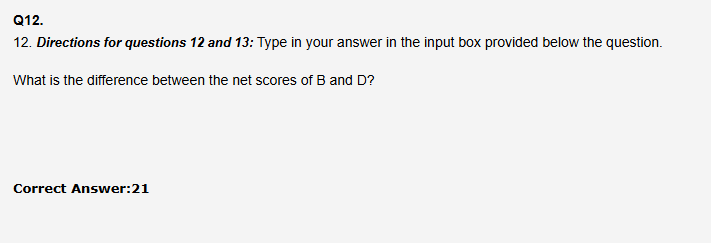 Q12.
12. Directions for questions 12 and 13: Type in your answer in the input box provided below the question.
What is the difference between the net scores of B and D?
Correct Answer:21